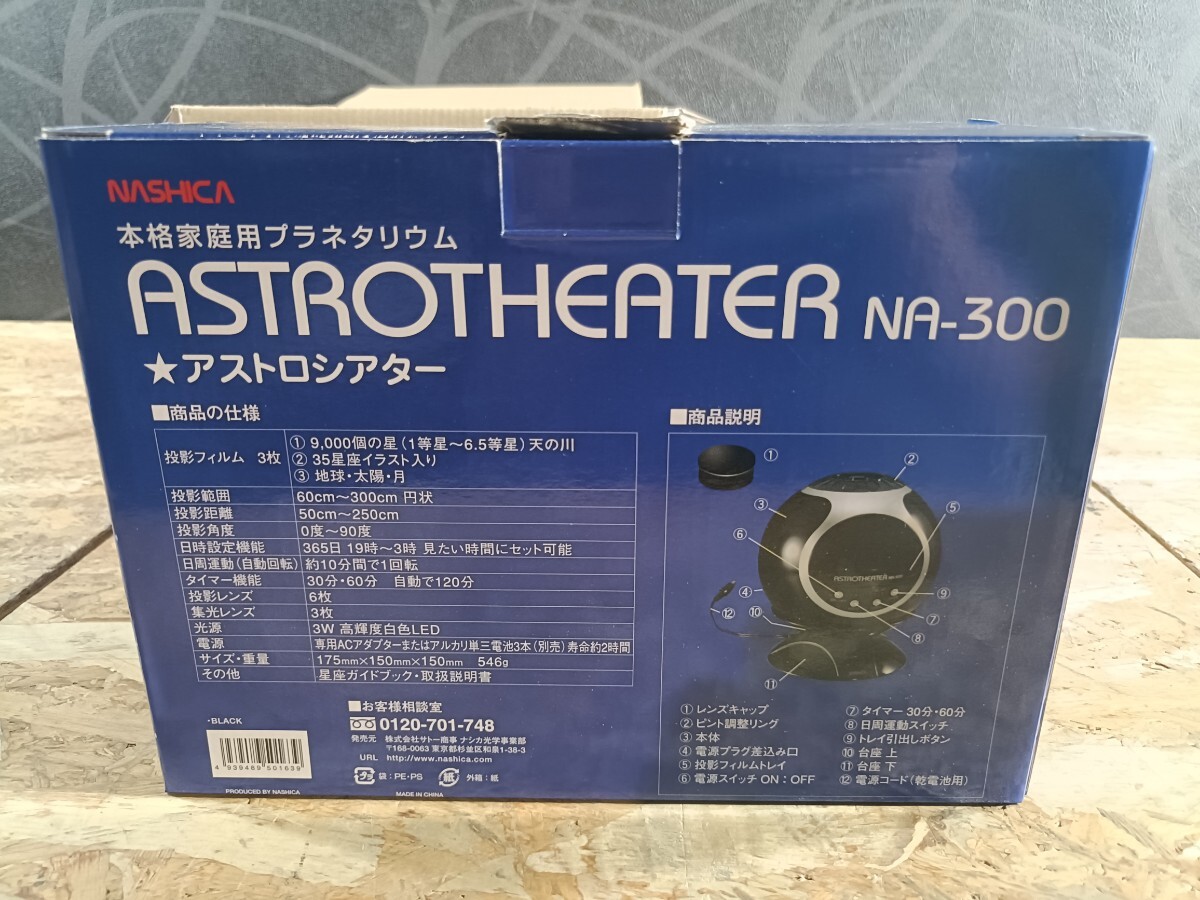 NASHICA
本格家庭用プラネタリウム
ASTROTHEATER NA-300
★アストロシアター
■商品の仕様
投影フィルム 3枚
① 9,000個の星(1等星～6.5等星)天の川
② 35星座イラスト入り
③ 地球・太陽・月
投影範囲 60cm～300cm 円状
投影距離 50cm～250cm
投影角度 0度～90度
日時設定機能 365日 19時～3時 見たい時間にセット可能
日周運動(自動回転) 約10分間で1回転
タイマー機能 30分・60分 自動で120分
投影レンズ 6枚
集光レンズ 3枚
光源 3W 高輝度白色LED
電源 専用ACアダプターまたはアルカリ単三電池3本(別売)寿命約2時間
サイズ・重量 175mm×150mm×150mm 546g
その他 星座ガイドブック・取扱説明書
■お客様相談室
0120-701-748
発売元 株式会社サトー商事 ナシカ光学事業部
〒168-0063 東京都杉並区和泉1-38-3
URL http://www.nashica.com
プラ 袋:PE・PS 紙 外箱:紙
MADE IN CHINA
・BLACK
4 939489 501639
PRODUCED BY NASHICA
■商品説明
①
②
③
⑤
⑥
ASTROTHEATER
④
⑨
⑫
⑩
⑦
⑧
⑪
① レンズキャップ
② ピント調整リング
③ 本体
④ 電源プラグ差込み口
⑤ 投影フィルムトレイ
⑥ 電源スイッチ ON:OFF
⑦ タイマー 30分・60分
⑧ 日周運動スイッチ
⑨ トレイ引出しボタン
⑩ 台座 上
⑪ 台座 下
⑫ 電源コード(乾電池用)